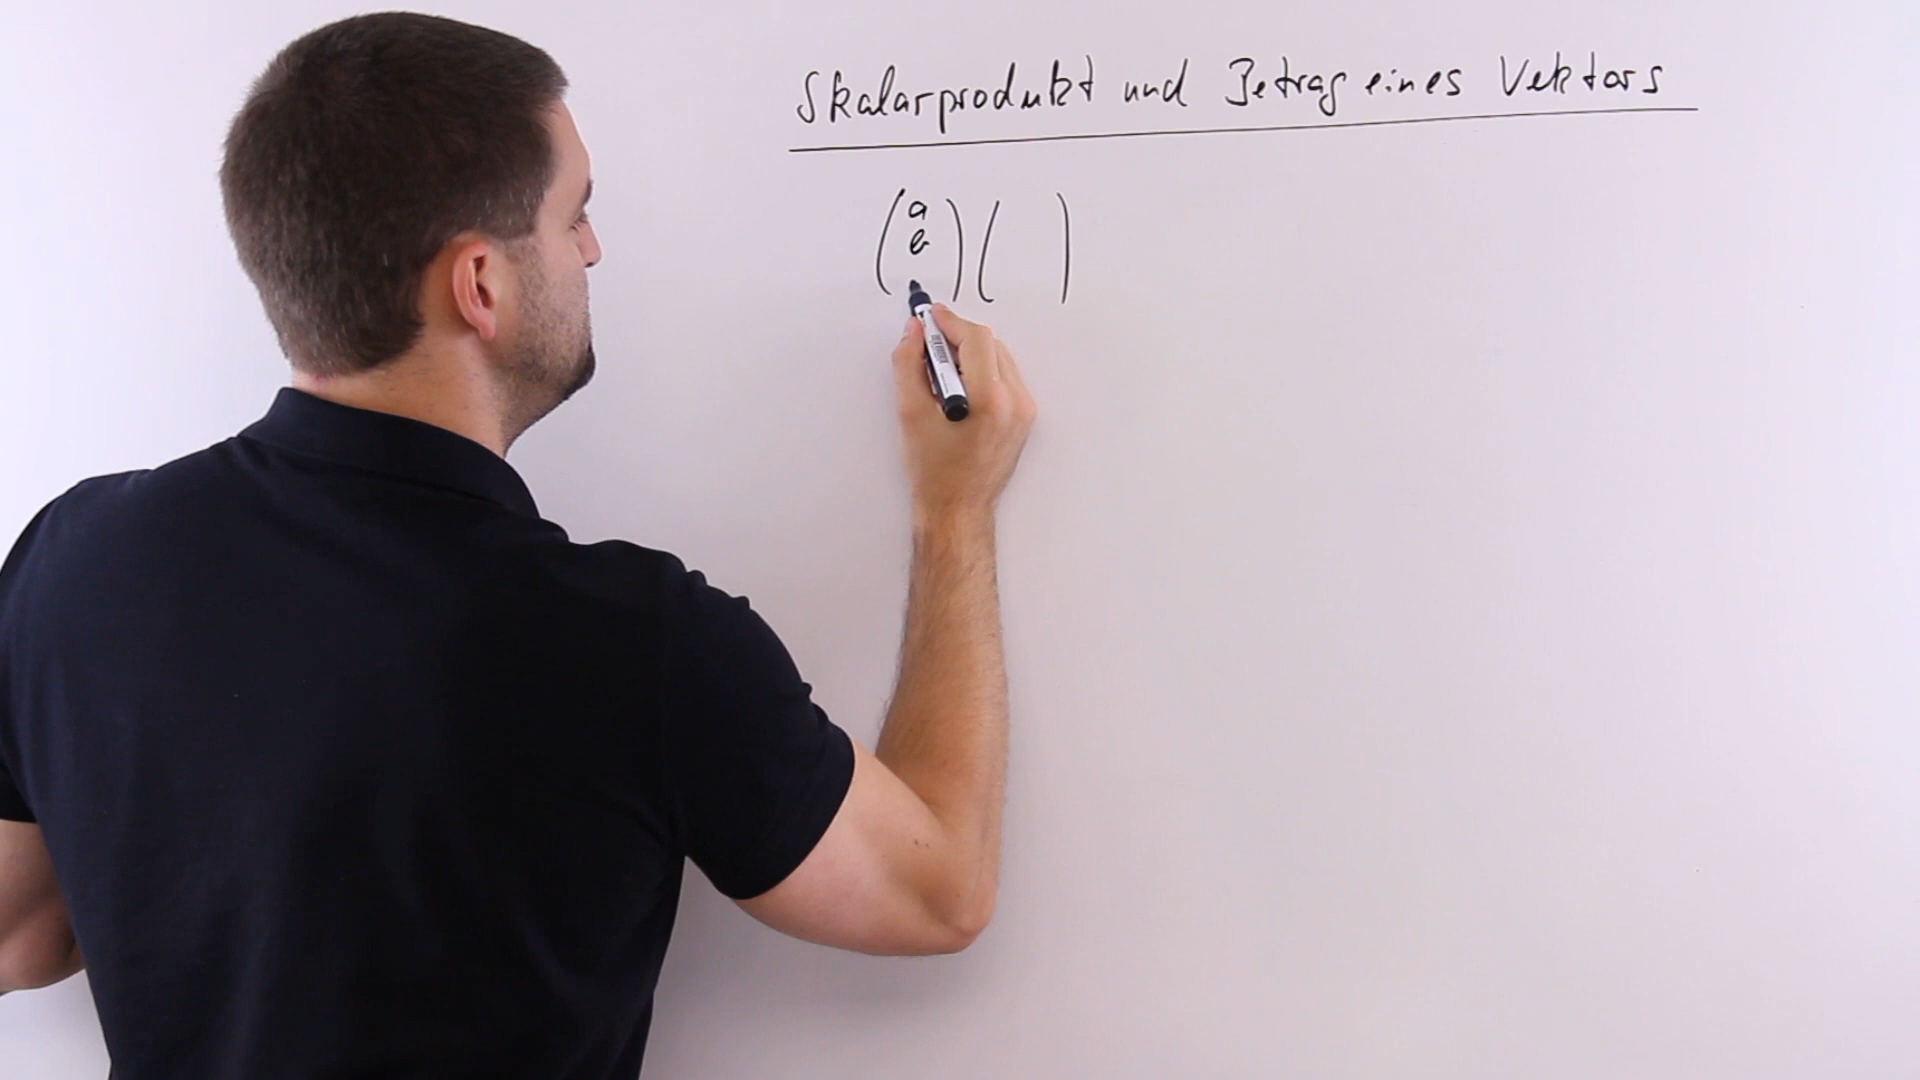 Skalarprodukt und Betrag eines Vektors
( a ) (   )
b